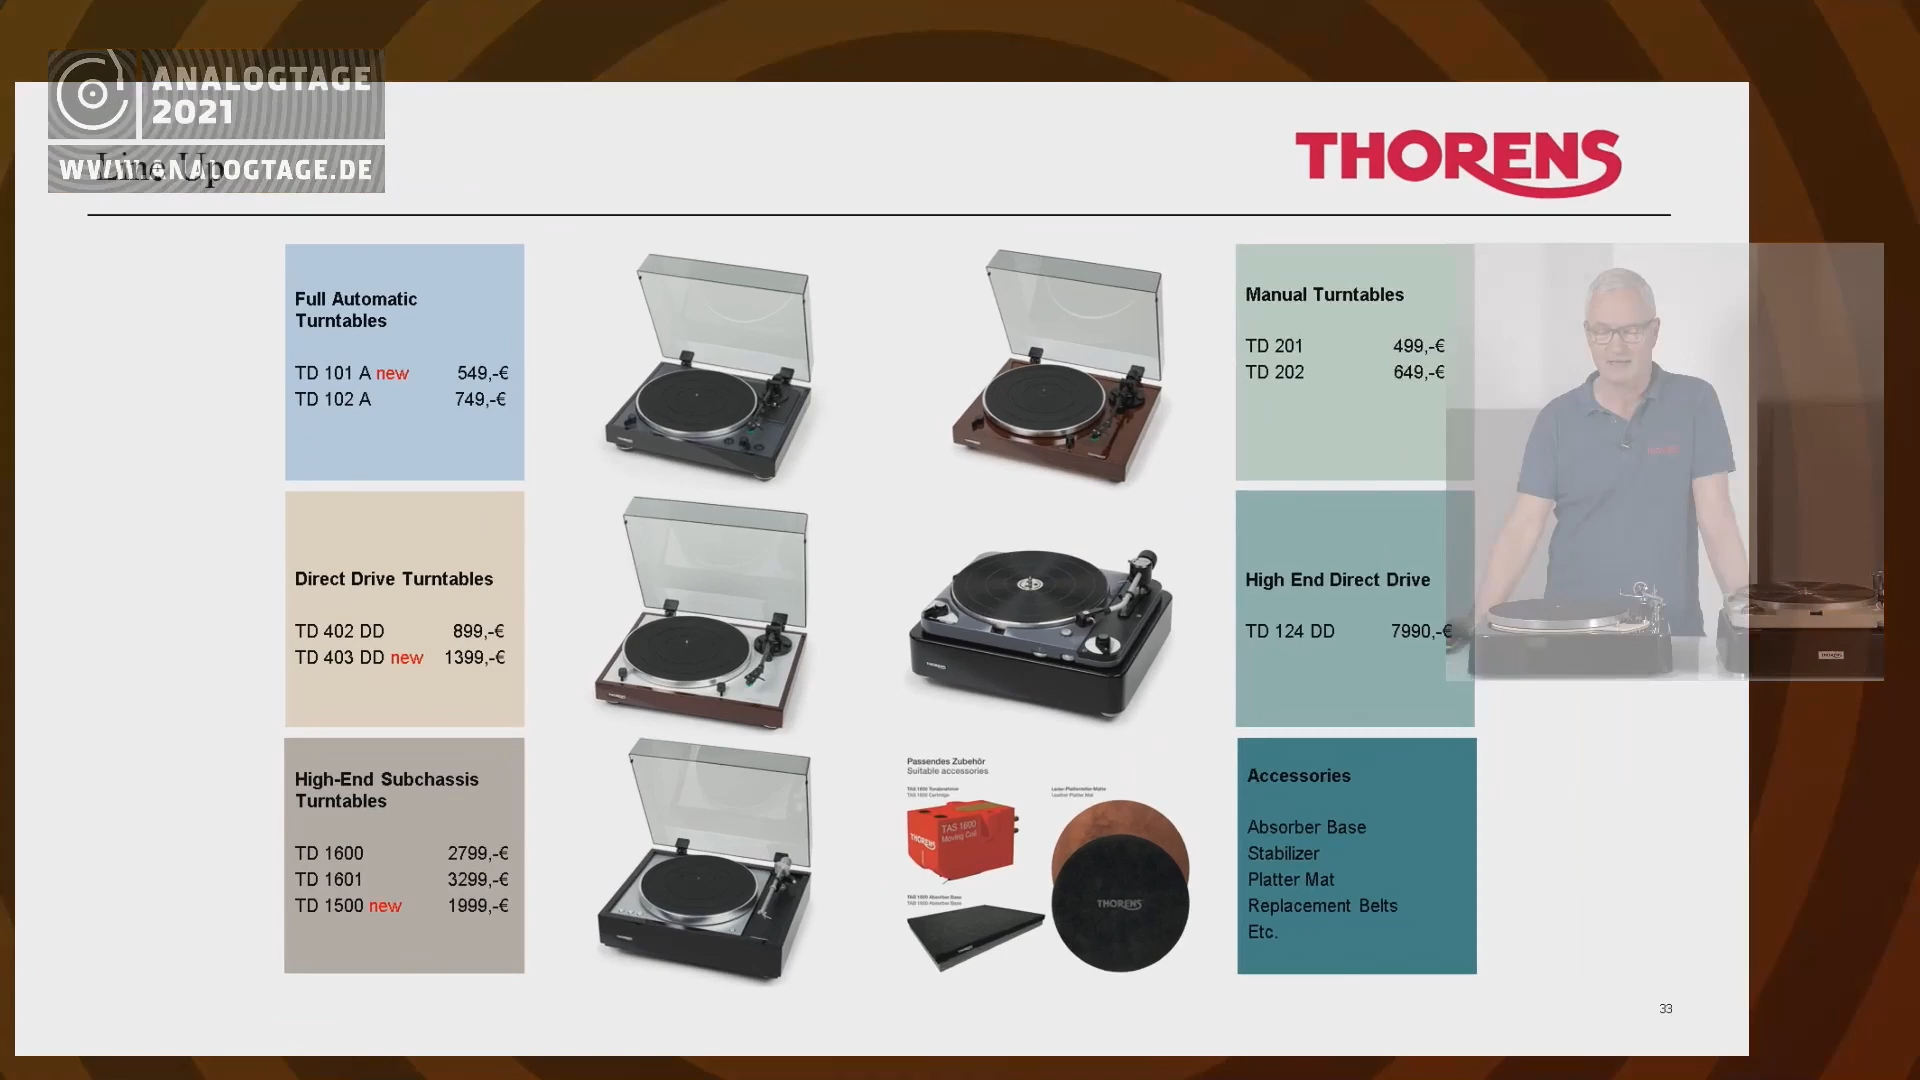 ANALOGTAGE
2021
WWW.ANALOGTAGE.DE
Line Up
THORENS
Full Automatic
Turntables
TD 101 A new 549,-€
TD 102 A 749,-€
Manual Turntables
TD 201 499,-€
TD 202 649,-€
Direct Drive Turntables
TD 402 DD 899,-€
TD 403 DD new 1399,-€
High End Direct Drive
TD 124 DD 7990,-€
High-End Subchassis
Turntables
TD 1600 2799,-€
TD 1601 3299,-€
TD 1500 new 1999,-€
Passendes Zubehör
Suitable accessories
TAS 1600
Moving Coil
THORENS
THORENS
Accessories
Absorber Base
Stabilizer
Platter Mat
Replacement Belts
Etc.
33